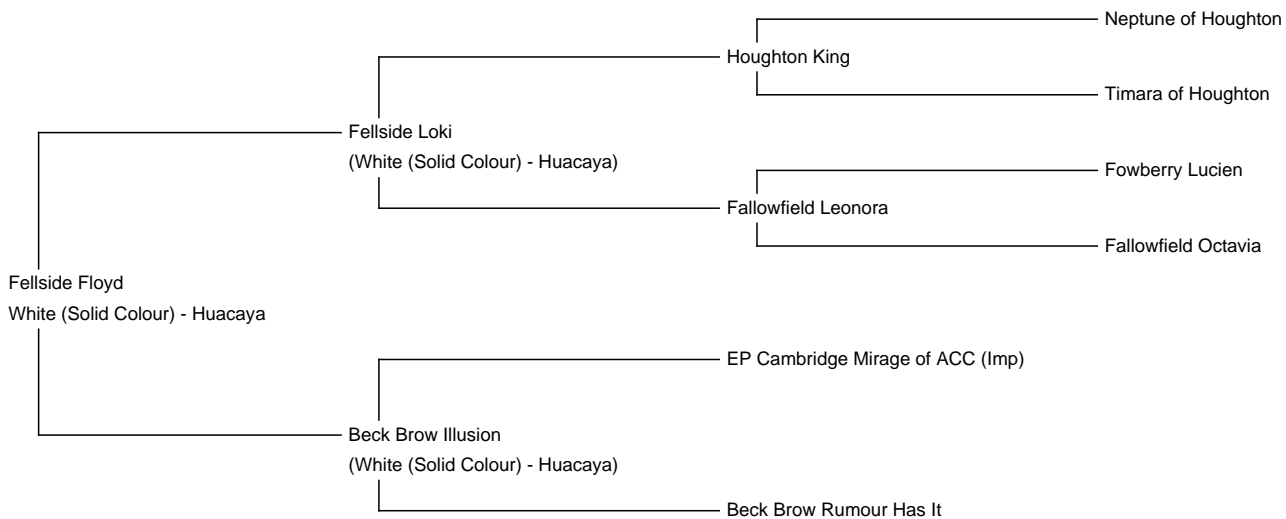 Neptune of Houghton
Houghton King
Timara of Houghton
Fellside Loki
(White (Solid Colour) - Huacaya)
Fowberry Lucien
Fallowfield Leonora
Fallowfield Octavia
Fellside Floyd
White (Solid Colour) - Huacaya
EP Cambridge Mirage of ACC (Imp)
Beck Brow Illusion
(White (Solid Colour) - Huacaya)
Beck Brow Rumour Has It